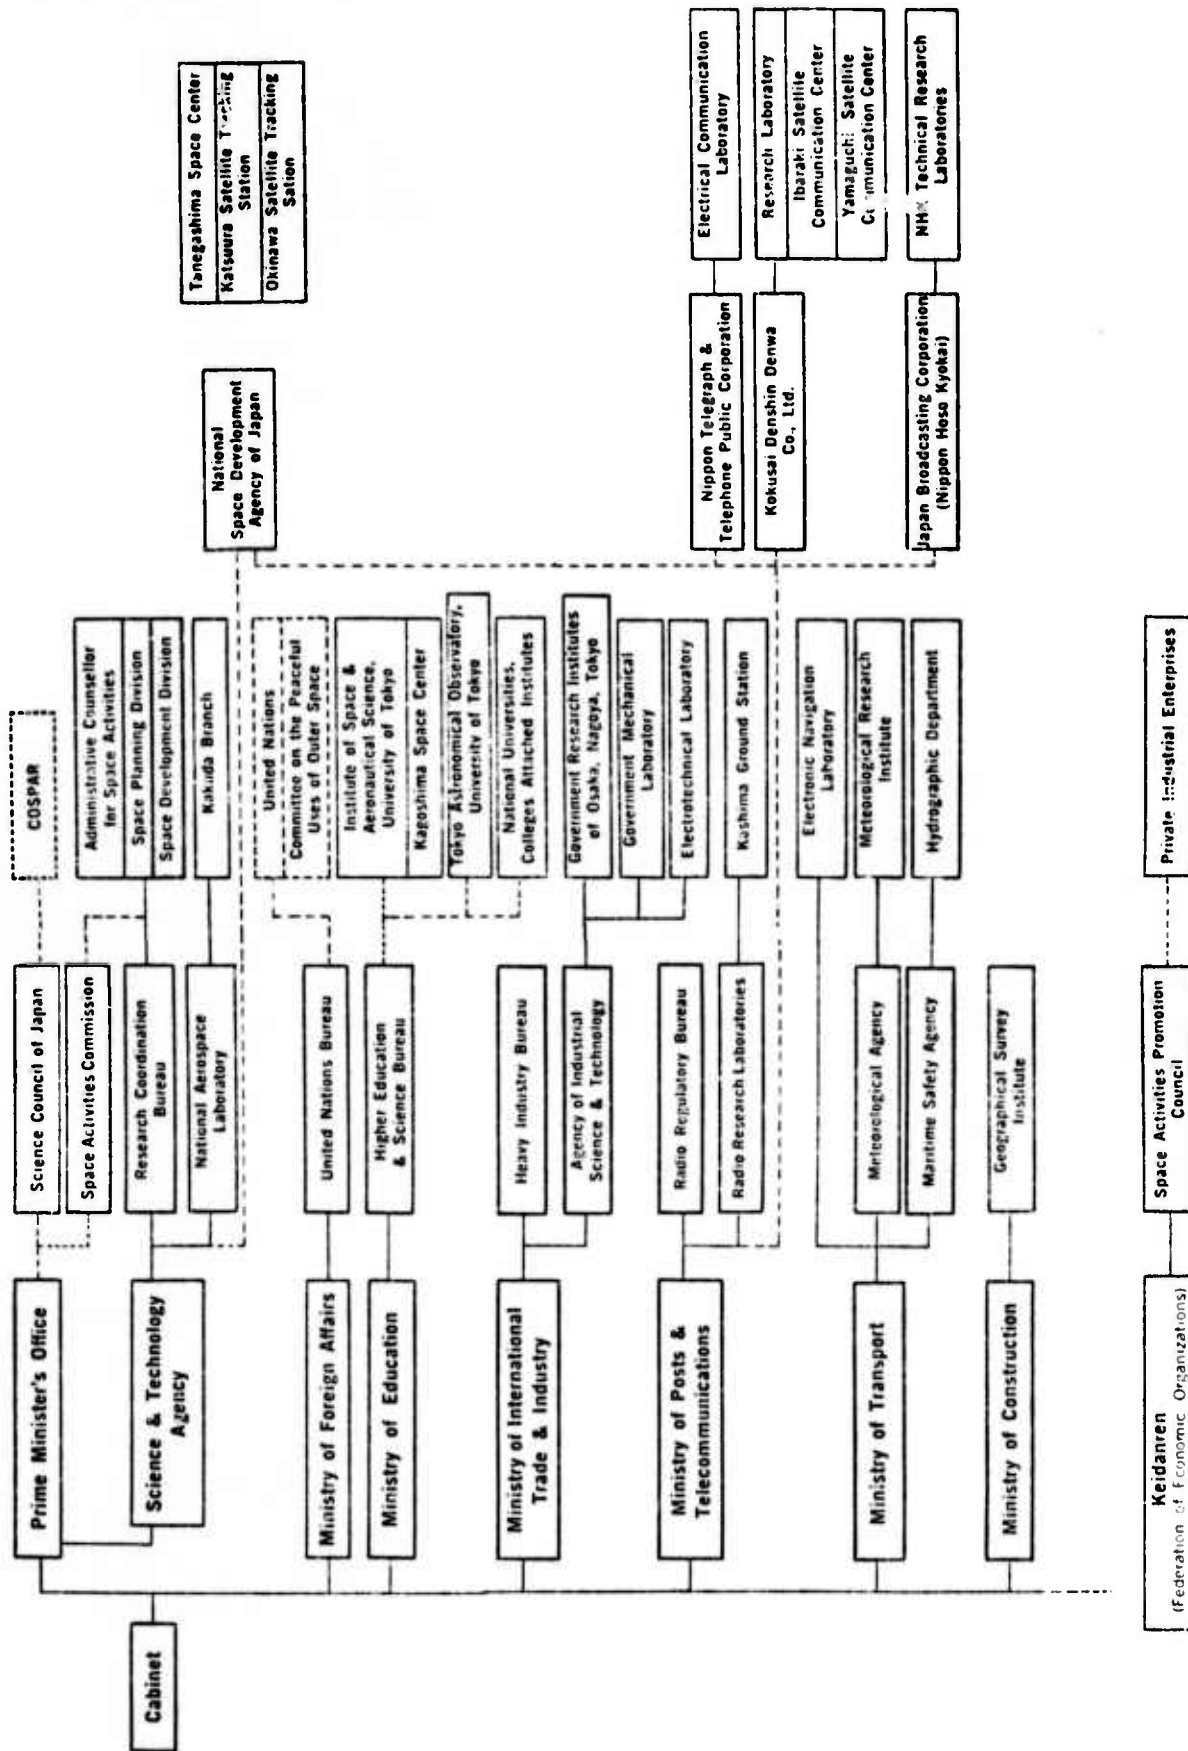 Cabinet
Prime Minister's Office
Science & Technology
Agency
Ministry of Foreign Affairs
Ministry of Education
Ministry of International
Trade & Industry
Ministry of Posts &
Telecommunications
Ministry of Transport
Ministry of Construction
Keidanren
(Federation of Economic Organizations)
Science Council of Japan
Space Activities Commission
Research Coordination
Bureau
National Aerospace
Laboratory
United Nations Bureau
Higher Education
& Science Bureau
Heavy Industry Bureau
Agency of Industrial
Science & Technology
Radio Regulatory Bureau
Radio Research Laboratories
Meteorological Agency
Maritime Safety Agency
Geographical Survey
Institute
Space Activities Promotion
Council
COSPAR
Administrative Counsellor
for Space Activities
Space Planning Division
Space Development Division
Kakuda Branch
United Nations
Committee on the Peaceful
Uses of Outer Space
Institute of Space &
Aeronautical Science,
University of Tokyo
Kagoshima Space Center
Tokyo Astronomical Observatory,
University of Tokyo
National Universities,
Colleges Attached Institutes
Government Research Institutes
of Osaka, Nagoya, Tokyo
Government Mechanical
Laboratory
Electrotechnical Laboratory
Kashima Ground Station
Electronic Navigation
Laboratory
Meteorological Research
Institute
Hydrographic Department
Private Industrial Enterprises
National
Space Development
Agency of Japan
Nippon Telegraph &
Telephone Public Corporation
Kokusai Denshin Denwa
Co., Ltd.
Japan Broadcasting Corporation
(Nippon Hoso Kyokai)
Tanegashima Space Center
Katsuura Satellite Tracking
Station
Okinawa Satellite Tracking
Sation
Electrical Communication
Laboratory
Research Laboratory
Ibaraki Satellite
Communication Center
Yamaguchi Satellite
Communication Center
NHK Technical Research
Laboratories